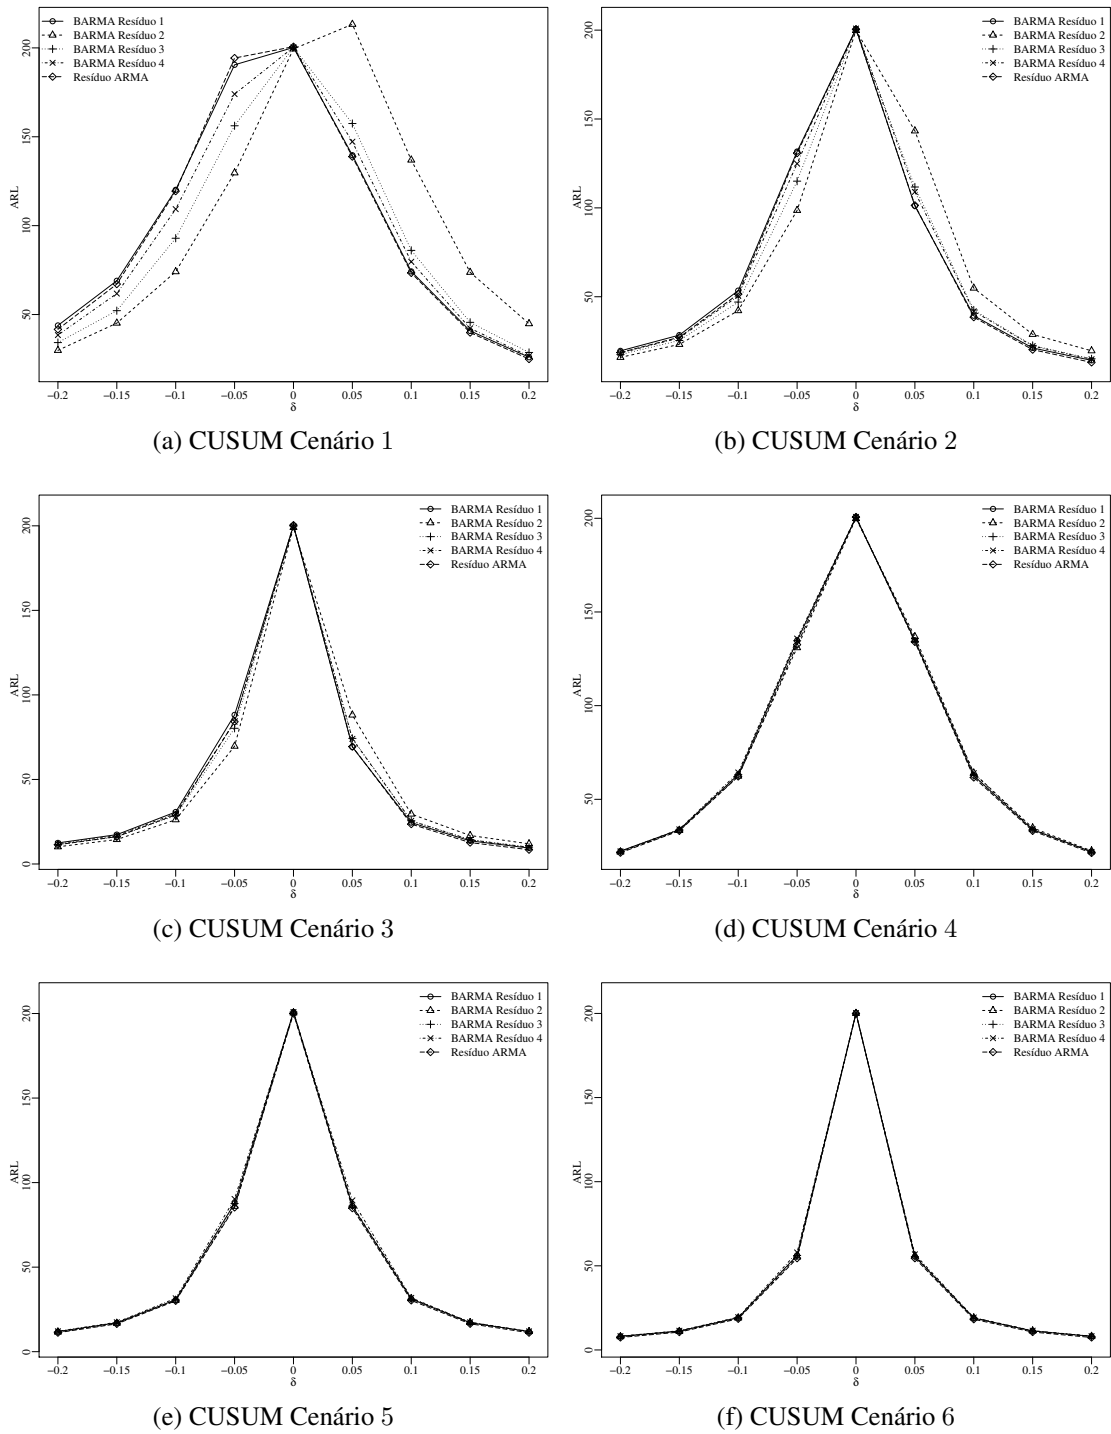 BARMA Resíduo 1
BARMA Resíduo 2
BARMA Resíduo 3
BARMA Resíduo 4
Resíduo ARMA
ARL
200
150
100
50
−0.2 −0.15 −0.1 −0.05 0 0.05 0.1 0.15 0.2
δ
(a) CUSUM Cenário 1
BARMA Resíduo 1
BARMA Resíduo 2
BARMA Resíduo 3
BARMA Resíduo 4
Resíduo ARMA
ARL
200
150
100
50
−0.2 −0.15 −0.1 −0.05 0 0.05 0.1 0.15 0.2
δ
(b) CUSUM Cenário 2
BARMA Resíduo 1
BARMA Resíduo 2
BARMA Resíduo 3
BARMA Resíduo 4
Resíduo ARMA
ARL
200
150
100
50
0
−0.2 −0.15 −0.1 −0.05 0 0.05 0.1 0.15 0.2
δ
(c) CUSUM Cenário 3
BARMA Resíduo 1
BARMA Resíduo 2
BARMA Resíduo 3
BARMA Resíduo 4
Resíduo ARMA
ARL
200
150
100
50
−0.2 −0.15 −0.1 −0.05 0 0.05 0.1 0.15 0.2
δ
(d) CUSUM Cenário 4
BARMA Resíduo 1
BARMA Resíduo 2
BARMA Resíduo 3
BARMA Resíduo 4
Resíduo ARMA
ARL
200
150
100
50
0
−0.2 −0.15 −0.1 −0.05 0 0.05 0.1 0.15 0.2
δ
(e) CUSUM Cenário 5
BARMA Resíduo 1
BARMA Resíduo 2
BARMA Resíduo 3
BARMA Resíduo 4
Resíduo ARMA
ARL
200
150
100
50
0
−0.2 −0.15 −0.1 −0.05 0 0.05 0.1 0.15 0.2
δ
(f) CUSUM Cenário 6